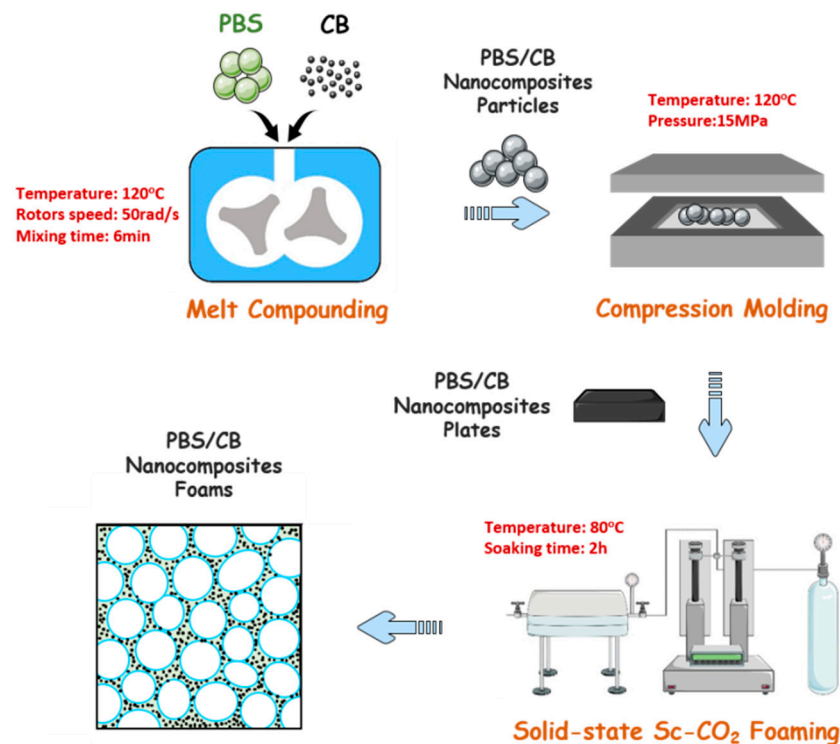 PBS
CB
Temperature: 120°C
Rotors speed: 50rad/s
Mixing time: 6min
Melt Compounding
PBS/CB
Nanocomposites
Particles
Temperature: 120°C
Pressure:15MPa
Compression Molding
PBS/CB
Nanocomposites
Plates
PBS/CB
Nanocomposites
Foams
Temperature: 80°C
Soaking time: 2h
Solid-state Sc-CO₂ Foaming